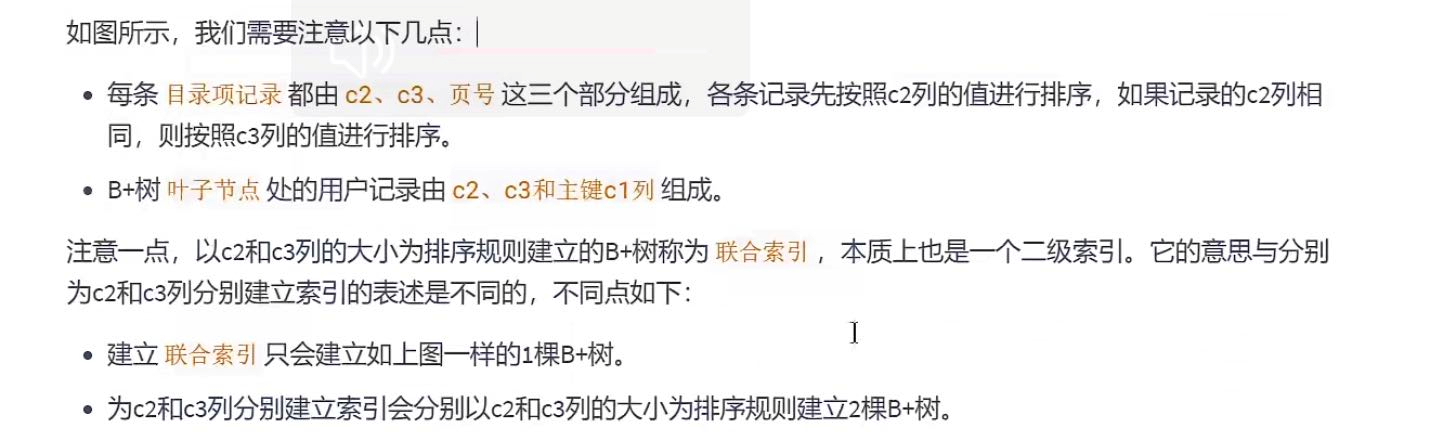 如图所示，我们需要注意以下几点：
每条 目录项记录 都由 c2、c3、页号 这三个部分组成，各条记录先按照c2列的值进行排序，如果记录的c2列相
同，则按照c3列的值进行排序。
B+树 叶子节点 处的用户记录由 c2、c3和主键c1列 组成。
注意一点，以c2和c3列的大小为排序规则建立的B+树称为 联合索引 ，本质上也是一个二级索引。它的意思与分别
为c2和c3列分别建立索引的表述是不同的，不同点如下：
建立 联合索引 只会建立如上图一样的1棵B+树。
为c2和c3列分别建立索引会分别以c2和c3列的大小为排序规则建立2棵B+树。